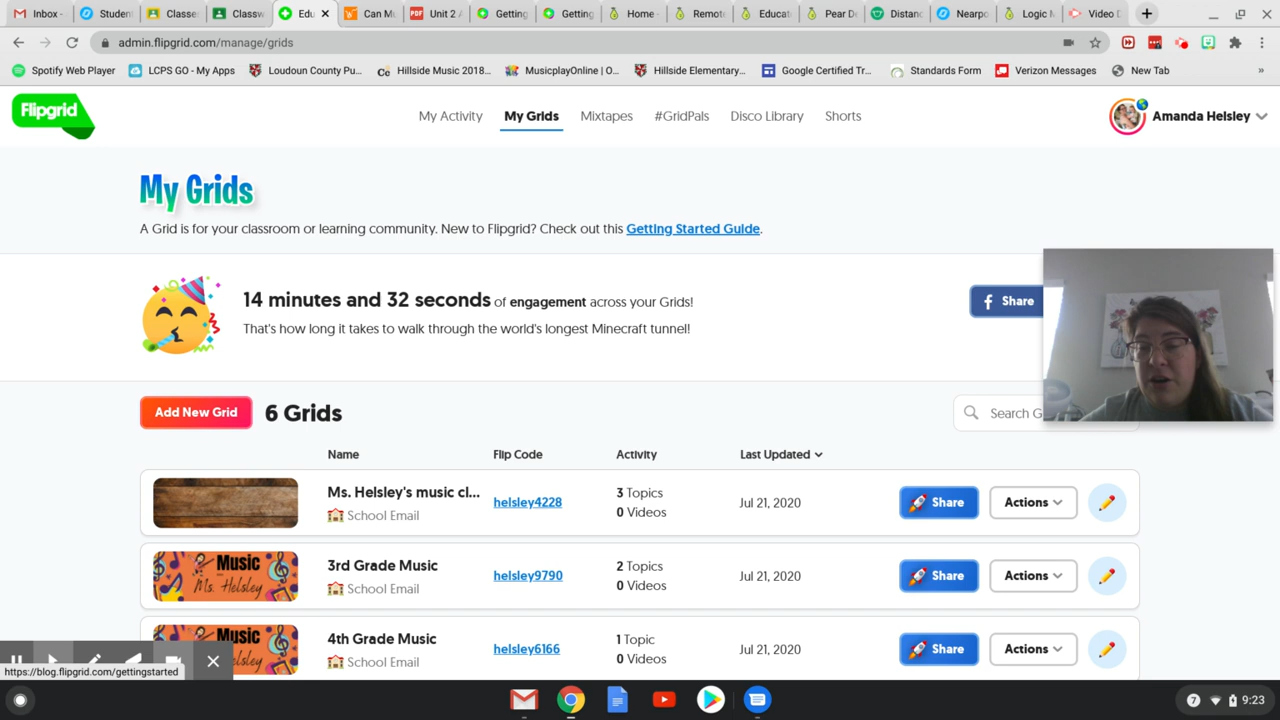 Inbox -
Student
Classes
Classw
Edu
Can Mu
Unit 2 A
Getting
Getting
Home -
Remote
Educat
Pear De
Distanc
Nearpo
Logic M
Video D
admin.flipgrid.com/manage/grids
Spotify Web Player
LCPS GO - My Apps
Loudoun County Pu...
Hillside Music 2018...
MusicplayOnline | O...
Hillside Elementary...
Google Certified Tr...
Standards Form
Verizon Messages
New Tab
»
Flipgrid
My Activity
My Grids
Mixtapes
#GridPals
Disco Library
Shorts
Amanda Helsley
My Grids
A Grid is for your classroom or learning community. New to Flipgrid? Check out this Getting Started Guide.
14 minutes and 32 seconds of engagement across your Grids!
That's how long it takes to walk through the world's longest Minecraft tunnel!
f Share
Add New Grid
6 Grids
Search G
Name
Flip Code
Activity
Last Updated
Ms. Helsley's music cl...
School Email
helsley4228
3 Topics
0 Videos
Jul 21, 2020
Share
Actions
Music
Ms. Helsley
3rd Grade Music
School Email
helsley9790
2 Topics
0 Videos
Jul 21, 2020
Share
Actions
Music
Helsley
4th Grade Music
School Email
helsley6166
1 Topic
0 Videos
Jul 21, 2020
Share
Actions
https://blog.flipgrid.com/gettingstarted
7
9:23